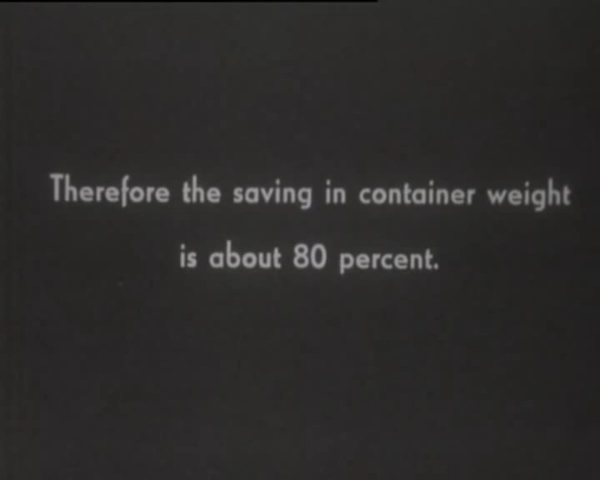 Therefore the saving in container weight
is about 80 percent.